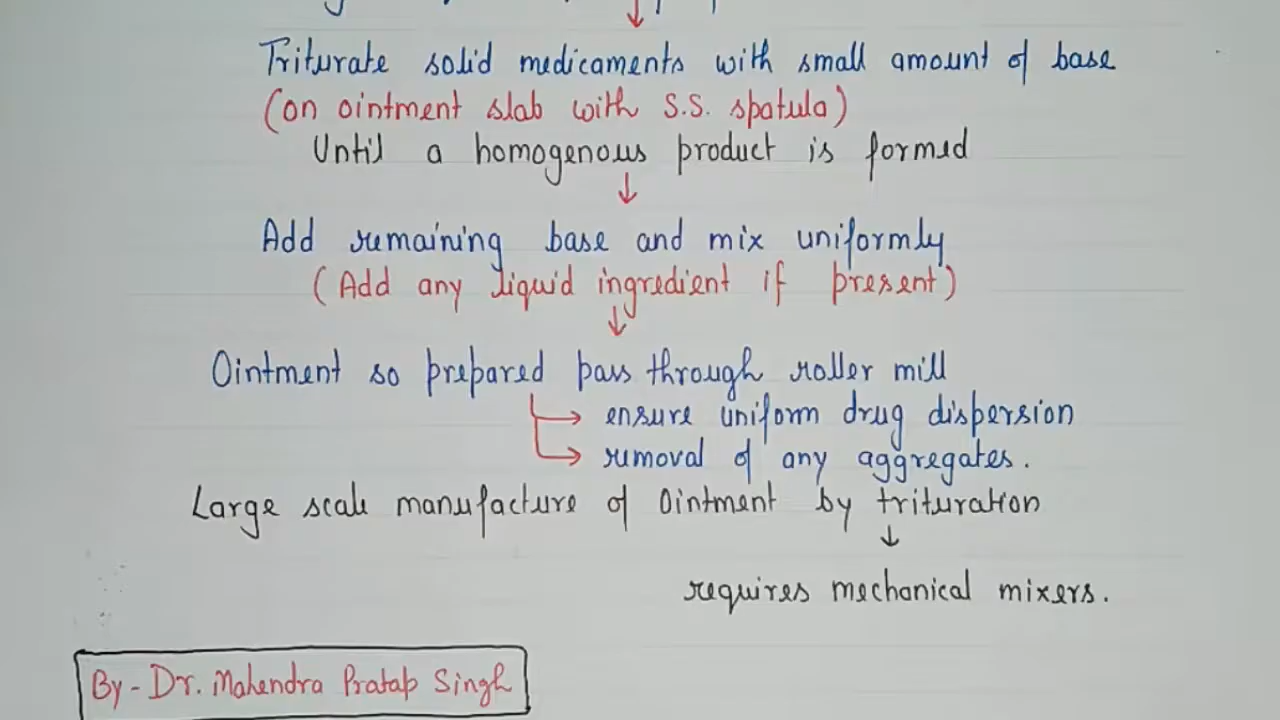 Triturate solid medicaments with small amount of base
(on ointment slab with S.S. spatula)
Until a homogenous product is formed
Add remaining base and mix uniformly
(Add any liquid ingredient if present)
Ointment so prepared pass through roller mill
ensure uniform drug dispersion
removal of any aggregates.
Large scale manufacture of Ointment by trituration
requires mechanical mixers.
By - Dr. Mahendra Pratap Singh